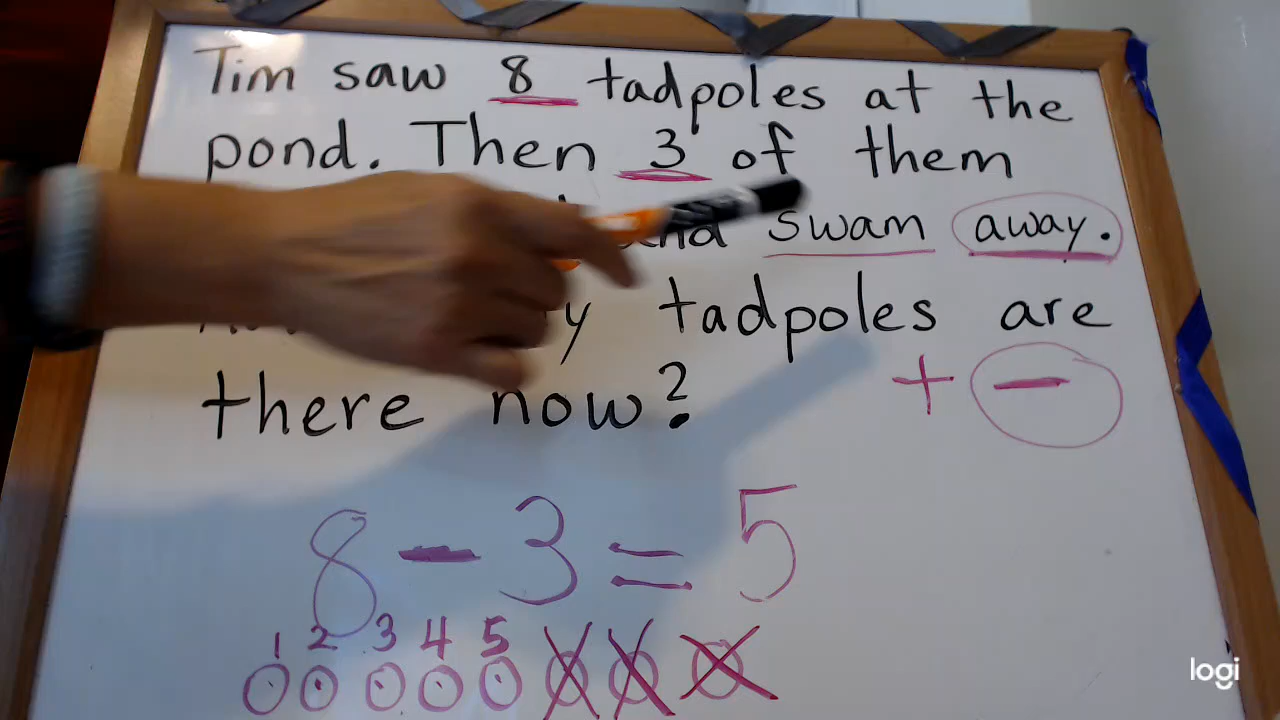 Tim saw 8 tadpoles at the
pond. Then 3 of them
and swam away.
tadpoles are
there now?
+ -
8 - 3 = 5
1 2 3 4 5
logi